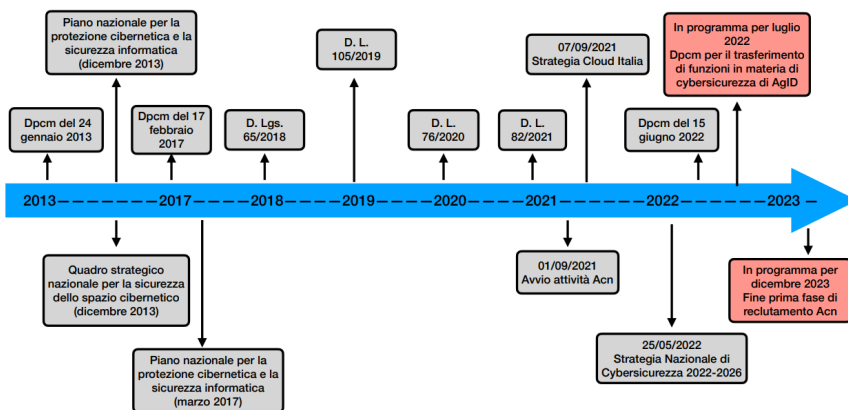 Piano nazionale per la
protezione cibernetica e la
sicurezza informatica
(dicembre 2013)
D. L.
105/2019
07/09/2021
Strategia Cloud Italia
In programma per luglio
2022
Dpcm per il trasferimento
di funzioni in materia di
cybersicurezza di AgID
Dpcm del 24
gennaio 2013
Dpcm del 17
febbraio
2017
D. Lgs.
65/2018
D. L.
76/2020
D. L.
82/2021
Dpcm del 15
giugno 2022
2013 2017 2018 2019 2020 2021 2022 2023
Quadro strategico
nazionale per la sicurezza
dello spazio cibernetico
(dicembre 2013)
01/09/2021
Avvio attività Acn
In programma per
dicembre 2023
Fine prima fase di
reclutamento Acn
Piano nazionale per la
protezione cibernetica e la
sicurezza informatica
(marzo 2017)
25/05/2022
Strategia Nazionale di
Cybersicurezza 2022-2026